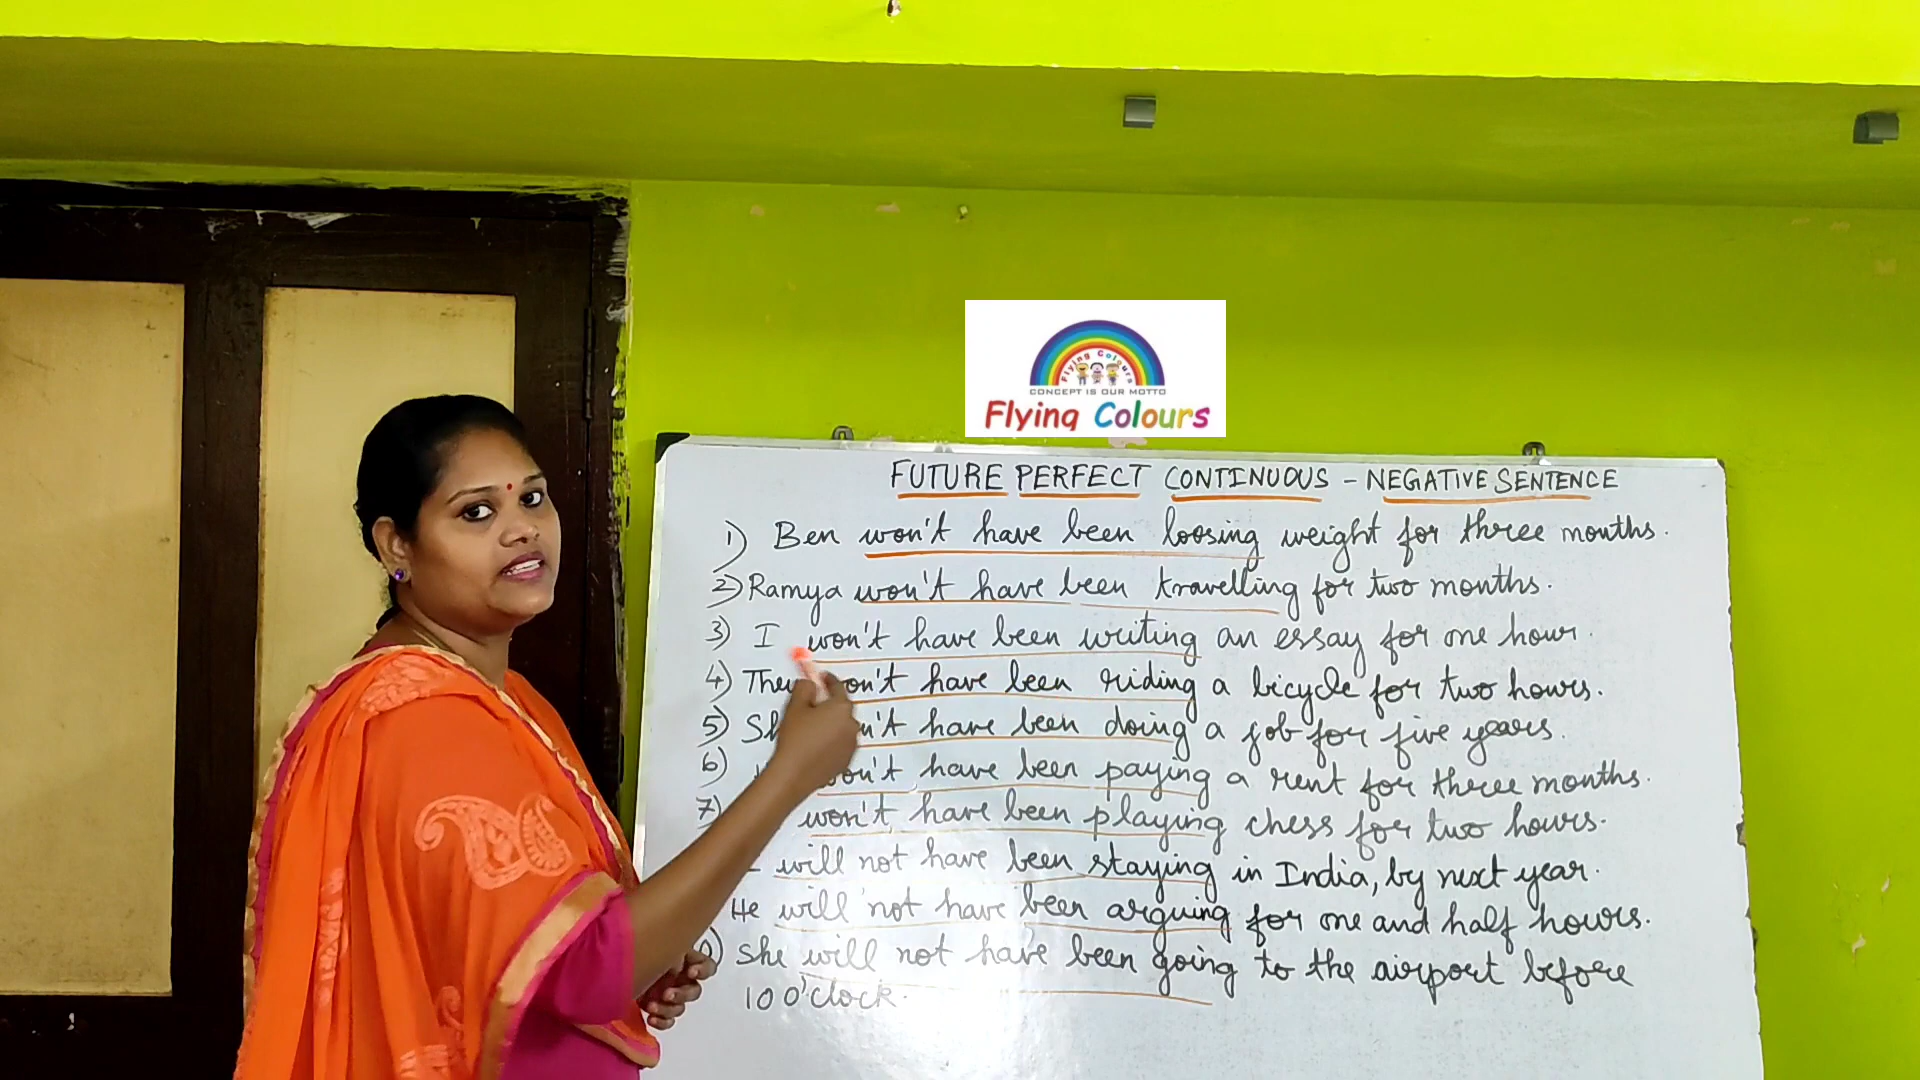 Flying Colours
CONCEPT IS OUR MOTTO
Flying Colours
FUTURE PERFECT CONTINUOUS - NEGATIVE SENTENCE
1) Ben won't have been loosing weight for three months.
2) Ramya won't have been travelling for two months.
3) I won't have been writing an essay for one hour.
4) They won't have been riding a bicycle for two hours.
5) Sh n't have been doing a job for five years.
6) won't have been paying a rent for three months.
7) won't have been playing chess for two hours.
will not have been staying in India, by next year.
He will not have been arguing for one and half hours.
She will not have been going to the airport before
10 O'clock.